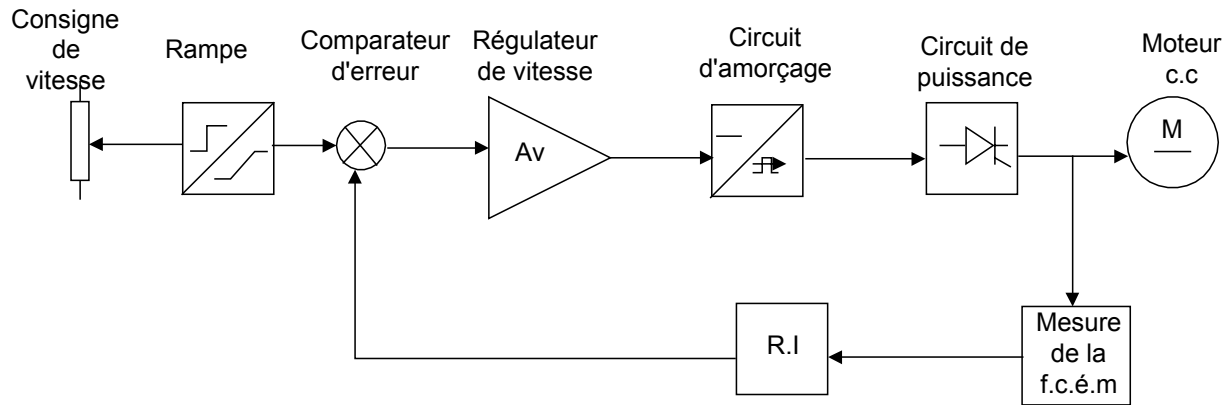 Consigne
de
vitesse
Rampe
Comparateur
d'erreur
Régulateur
de vitesse
Circuit
d'amorçage
Circuit de
puissance
Moteur
c.c
Av
M
R.I
Mesure
de la
f.c.é.m